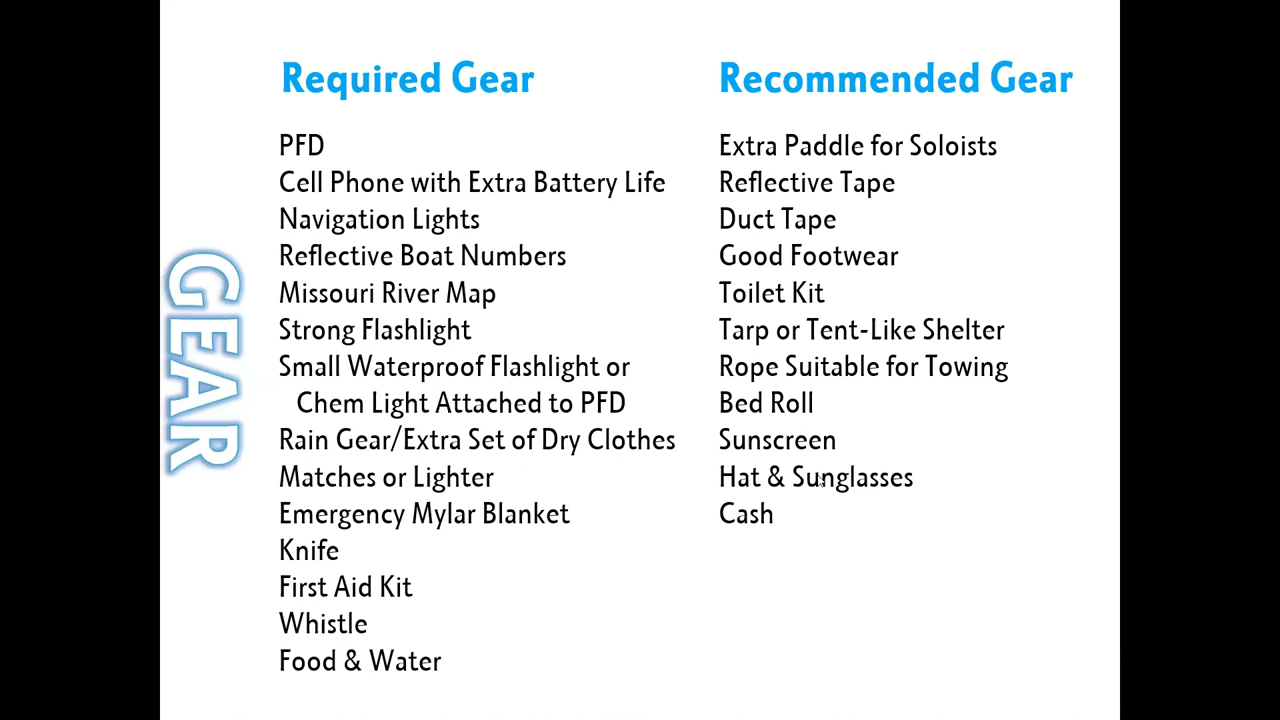 GEAR
Required Gear
PFD
Cell Phone with Extra Battery Life
Navigation Lights
Reflective Boat Numbers
Missouri River Map
Strong Flashlight
Small Waterproof Flashlight or
Chem Light Attached to PFD
Rain Gear/Extra Set of Dry Clothes
Matches or Lighter
Emergency Mylar Blanket
Knife
First Aid Kit
Whistle
Food & Water
Recommended Gear
Extra Paddle for Soloists
Reflective Tape
Duct Tape
Good Footwear
Toilet Kit
Tarp or Tent-Like Shelter
Rope Suitable for Towing
Bed Roll
Sunscreen
Hat & Sunglasses
Cash